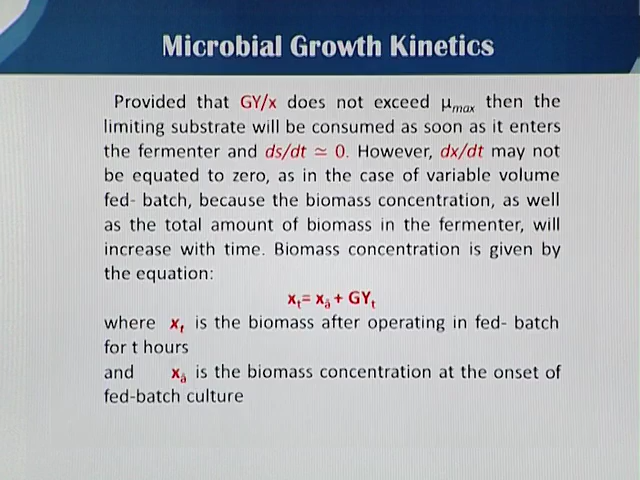 Microbial Growth Kinetics
Provided that GY/x does not exceed μmax then the
limiting substrate will be consumed as soon as it enters
the fermenter and ds/dt ≃ 0. However, dx/dt may not
be equated to zero, as in the case of variable volume
fed- batch, because the biomass concentration, as well
as the total amount of biomass in the fermenter, will
increase with time. Biomass concentration is given by
the equation:
xt= xâ + GYt
where xt is the biomass after operating in fed- batch
for t hours
and xâ is the biomass concentration at the onset of
fed-batch culture